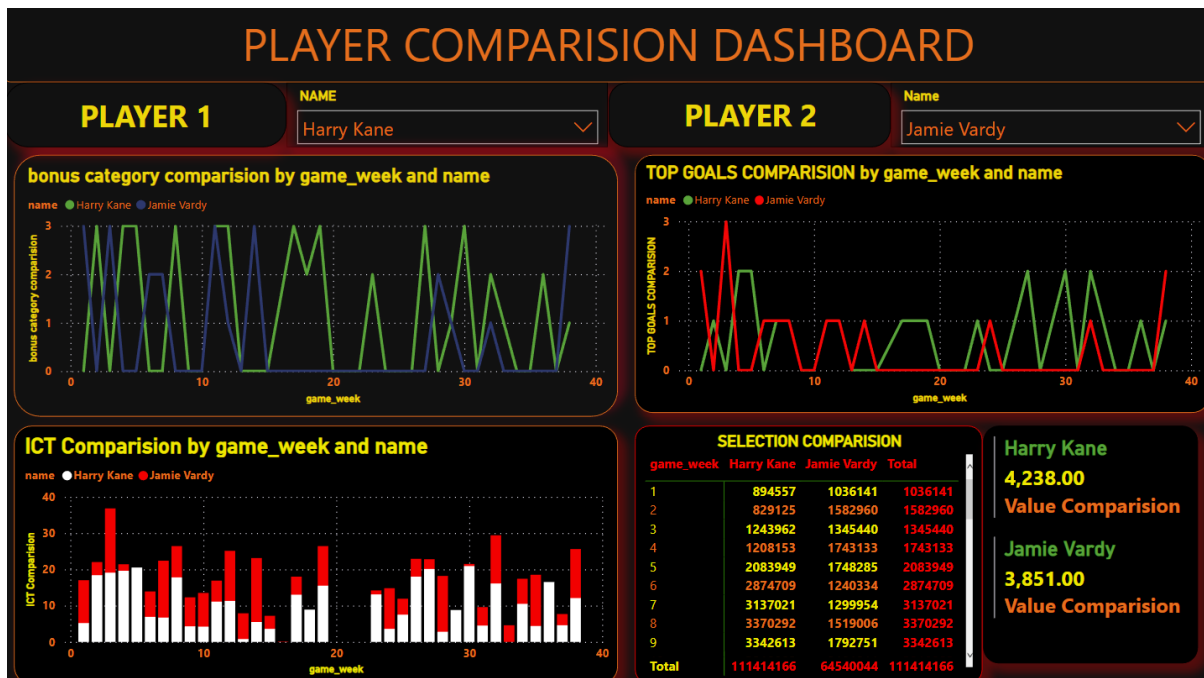 PLAYER COMPARISION DASHBOARD
PLAYER 1
NAME
Harry Kane
PLAYER 2
Name
Jamie Vardy
bonus category comparision by game_week and name
name Harry Kane Jamie Vardy
bonus category comparision
3
2
1
0
0 10 20 30 40
game_week
TOP GOALS COMPARISION by game_week and name
name Harry Kane Jamie Vardy
TOP GOALS COMPARISION
3
2
1
0
0 10 20 30 40
game_week
ICT Comparision by game_week and name
name Harry Kane Jamie Vardy
ICT Comparision
40
30
20
10
0
0 10 20 30 40
game_week
SELECTION COMPARISION
game_week Harry Kane Jamie Vardy Total
1 894557 1036141 1036141
2 829125 1582960 1582960
3 1243962 1345440 1345440
4 1208153 1743133 1743133
5 2083949 1748285 2083949
6 2874709 1240334 2874709
7 3137021 1299954 3137021
8 3370292 1519006 3370292
9 3342613 1792751 3342613
Total 111414166 64540044 111414166
Harry Kane
4,238.00
Value Comparision
Jamie Vardy
3,851.00
Value Comparision